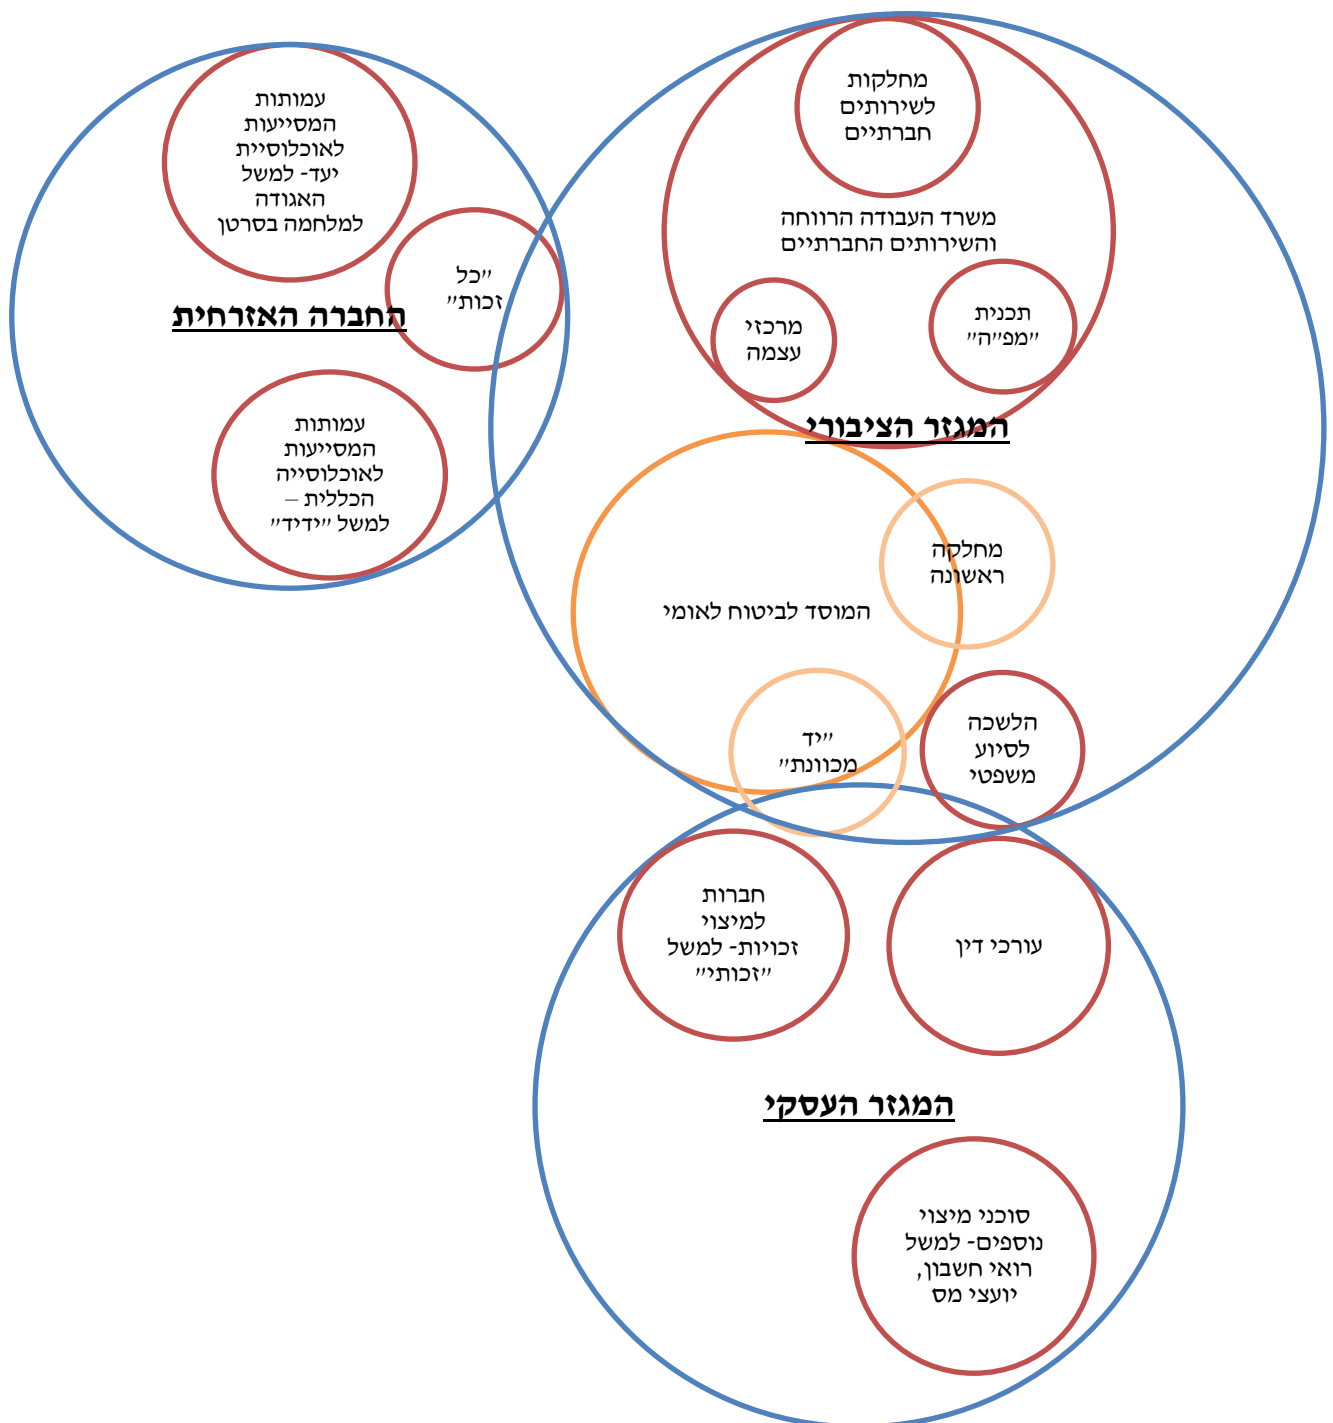 מחלקות
לשירותים
חברתיים
משרד העבודה הרווחה
והשירותים החברתיים
תכנית
"מפ"ה"
מרכזי
עצמה
המגזר הציבורי
מחלקה
ראשונה
המוסד לביטוח לאומי
הלשכה
לסיוע
משפטי
"יד
מכוונת"
עמותות
המסייעות
לאוכלוסיית
יעד- למשל
האגודה
למלחמה בסרטן
"כל
זכות"
החברה האזרחית
עמותות
המסייעות
לאוכלוסייה
הכללית –
למשל "ידיד"
עורכי דין
חברות
למיצוי
זכויות- למשל
"זכותי"
המגזר העסקי
סוכני מיצוי
נוספים- למשל
רואי חשבון,
יועצי מס